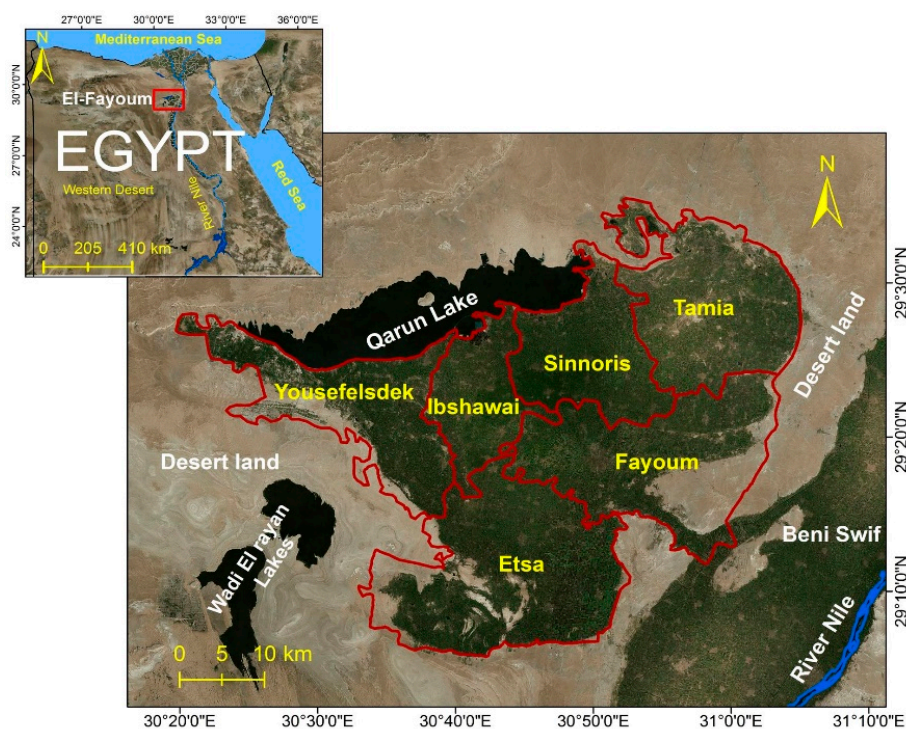 27°0'0"E 30°0'0"E 33°0'0"E 36°0'0"E
Mediterranean Sea
N
30°0'0"N
27°0'0"N
24°0'0"N
El-Fayoum
EGYPT
Western Desert
River Nile
Red Sea
0 205 410 km
N
Qarun Lake
Tamia
Sinnoris
Desert land
Yousefelsdek
Ibshawai
Fayoum
Desert land
Wadi El rayan
Lakes
Etsa
Beni Swif
River Nile
0 5 10 km
29°30'0"N
29°20'0"N
29°10'0"N
30°20'0"E 30°30'0"E 30°40'0"E 30°50'0"E 31°0'0"E 31°10'0"E